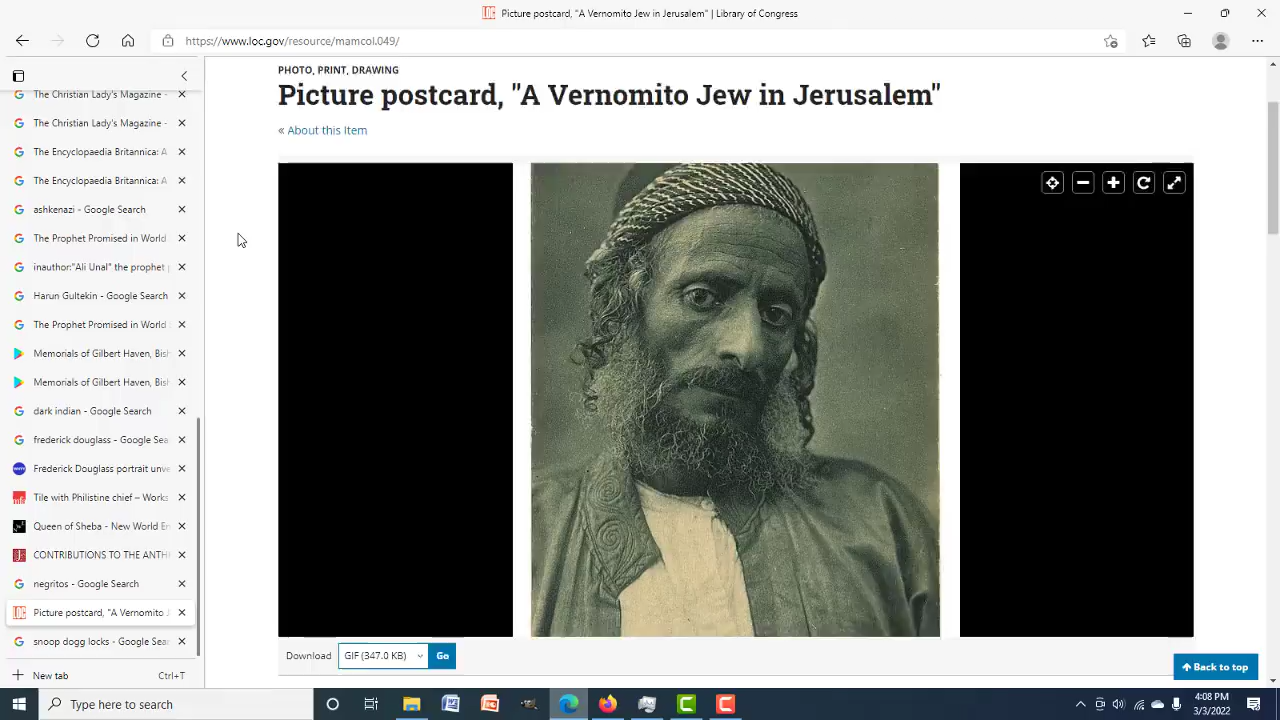 Picture postcard, "A Vernomito Jew in Jerusalem" | Library of Congress
https://www.loc.gov/resource/mamcol.049/
The Christian Lady's Magazine -
The Christian Lady's Magazine -
The Encyclopaedia Britannica: A
The Encyclopaedia Britannica: A
ashkenazi - Google Search
The Prophet Promised in World
inauthor:"Ali Unal" the prophet
Harun Gultekin - Google Search
The Prophet Promised in World
Memorials of Gilbert Haven, Bis
Memorials of Gilbert Haven, Bis
dark indian - Google Search
frederick douglass - Google Sea
Frederick Douglass portrait unve
Tile with Philistine chief – Works
Queen of Sheba - New World En
CONTRIBUTIONS TO THE ANTH
negritos - Google Search
Picture postcard, "A Vernomito J
snoop dogg locks - Google Sear
New tab Ctrl+T
PHOTO, PRINT, DRAWING
Picture postcard, "A Vernomito Jew in Jerusalem"
« About this Item
Download GIF (347.0 KB) Go
Back to top
Type here to search
4:08 PM
3/3/2022